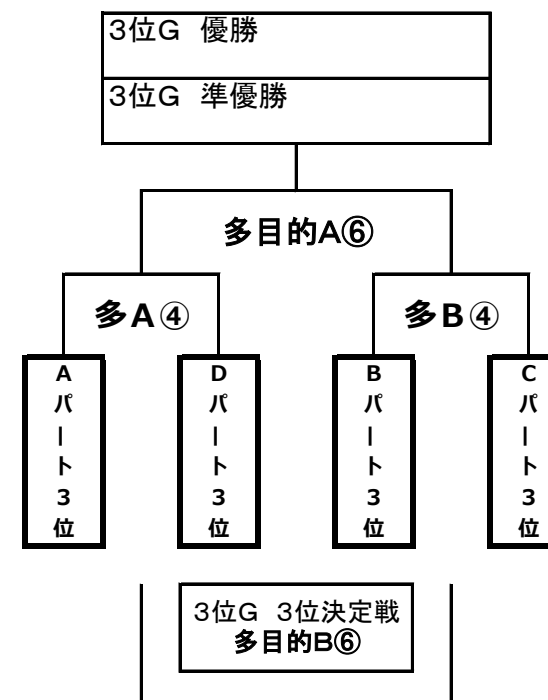 3位G 優勝
3位G 準優勝
多目的A⑥
多A④
多B④
Aパート3位
Dパート3位
Bパート3位
Cパート3位
3位G 3位決定戦
多目的B⑥